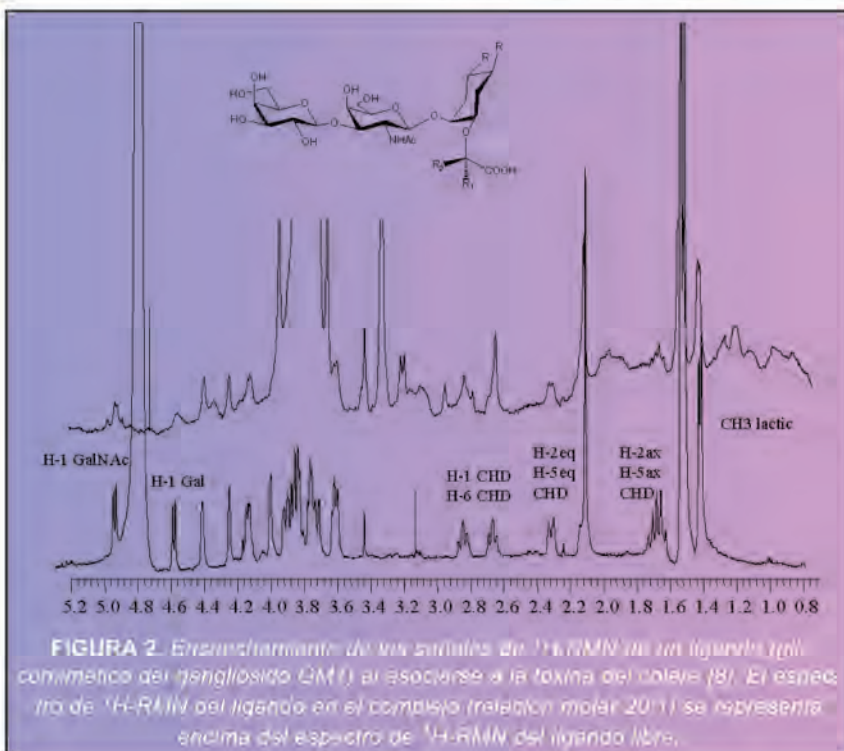 OH
R
HO
OH
OH
R
OH
O
O
O
HO
O
O
O
NHAc
O
OH
R₂
COOH
R₁
CH3 lactic
H-1 GalNAc
H-1 Gal
H-1 CHD
H-6 CHD
H-2eq
H-5eq
CHD
H-2ax
H-5ax
CHD
5.2 5.0 4.8 4.6 4.4 4.2 4.0 3.8 3.6 3.4 3.2 3.0 2.8 2.6 2.4 2.2 2.0 1.8 1.6 1.4 1.2 1.0 0.8
FIGURA 2. Ensanchamiento de las señales de ¹H-RMN de un ligando (gli-
comimético del gangliósido GM1) al asociarse a la toxina del cólera (8). El espec-
tro de ¹H-RMN del ligando en el complejo (relación molar 20:1) se representa
encima del espectro de ¹H-RMN del ligando libre.